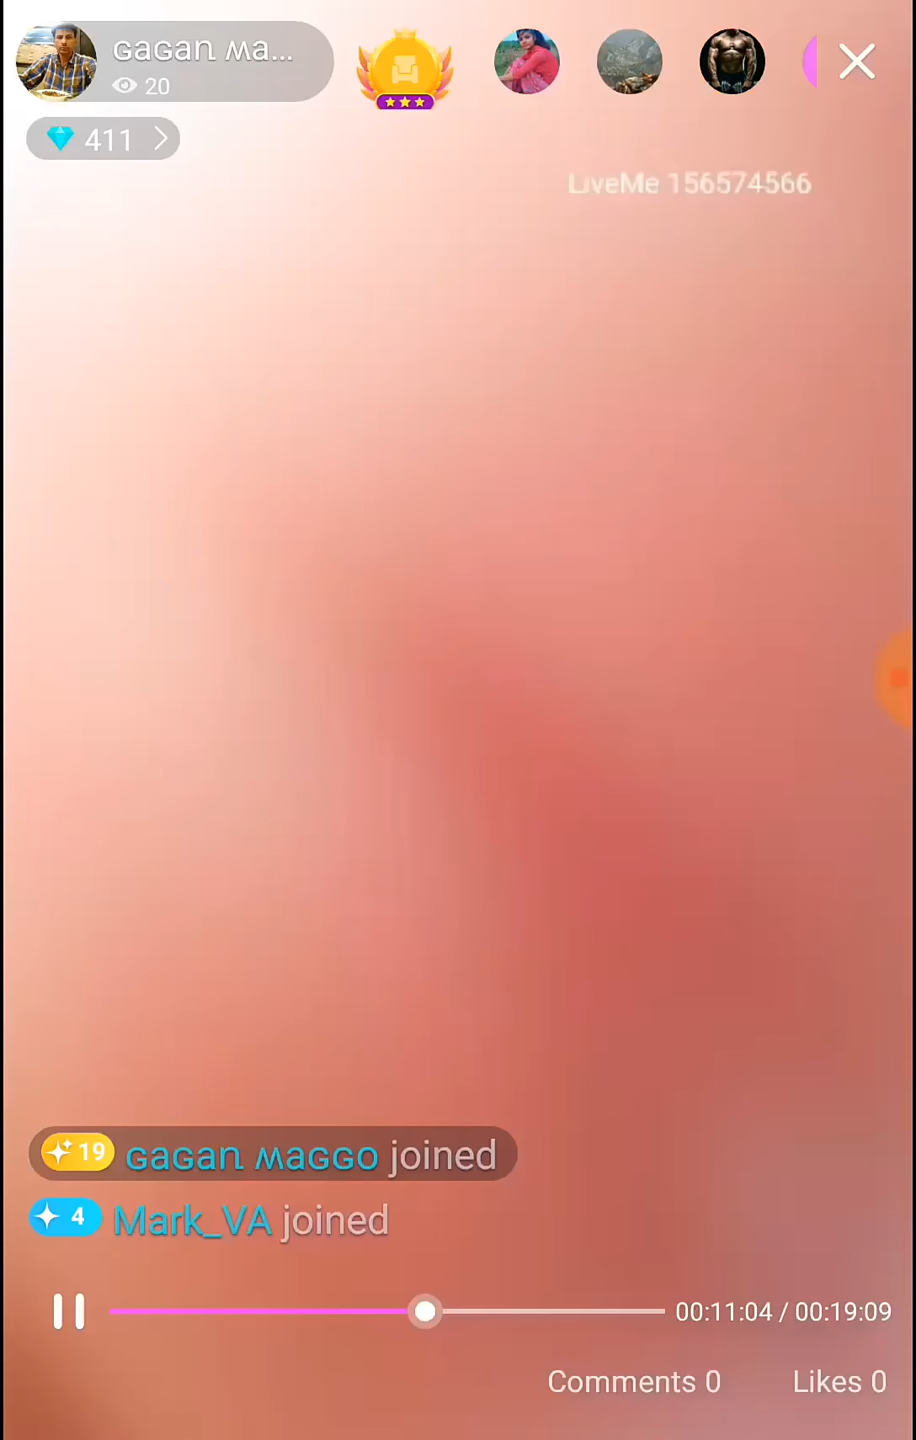 GaGan Ma...
20
411
LiveMe 156574566
19 GaGan MaGGo joined
4 Mark_VA joined
00:11:04 / 00:19:09
Comments 0 Likes 0